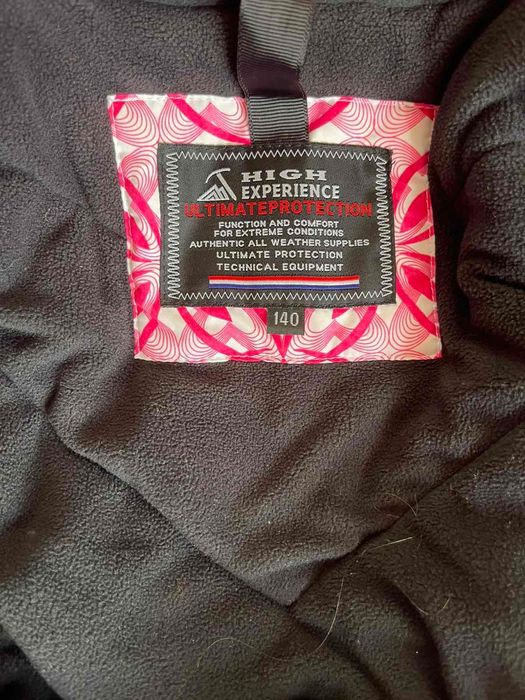 HIGH
EXPERIENCE
ULTIMATEPROTECTION
FUNCTION AND COMFORT
FOR EXTREME CONDITIONS
AUTHENTIC ALL WEATHER SUPPLIES
ULTIMATE PROTECTION
TECHNICAL EQUIPMENT
140